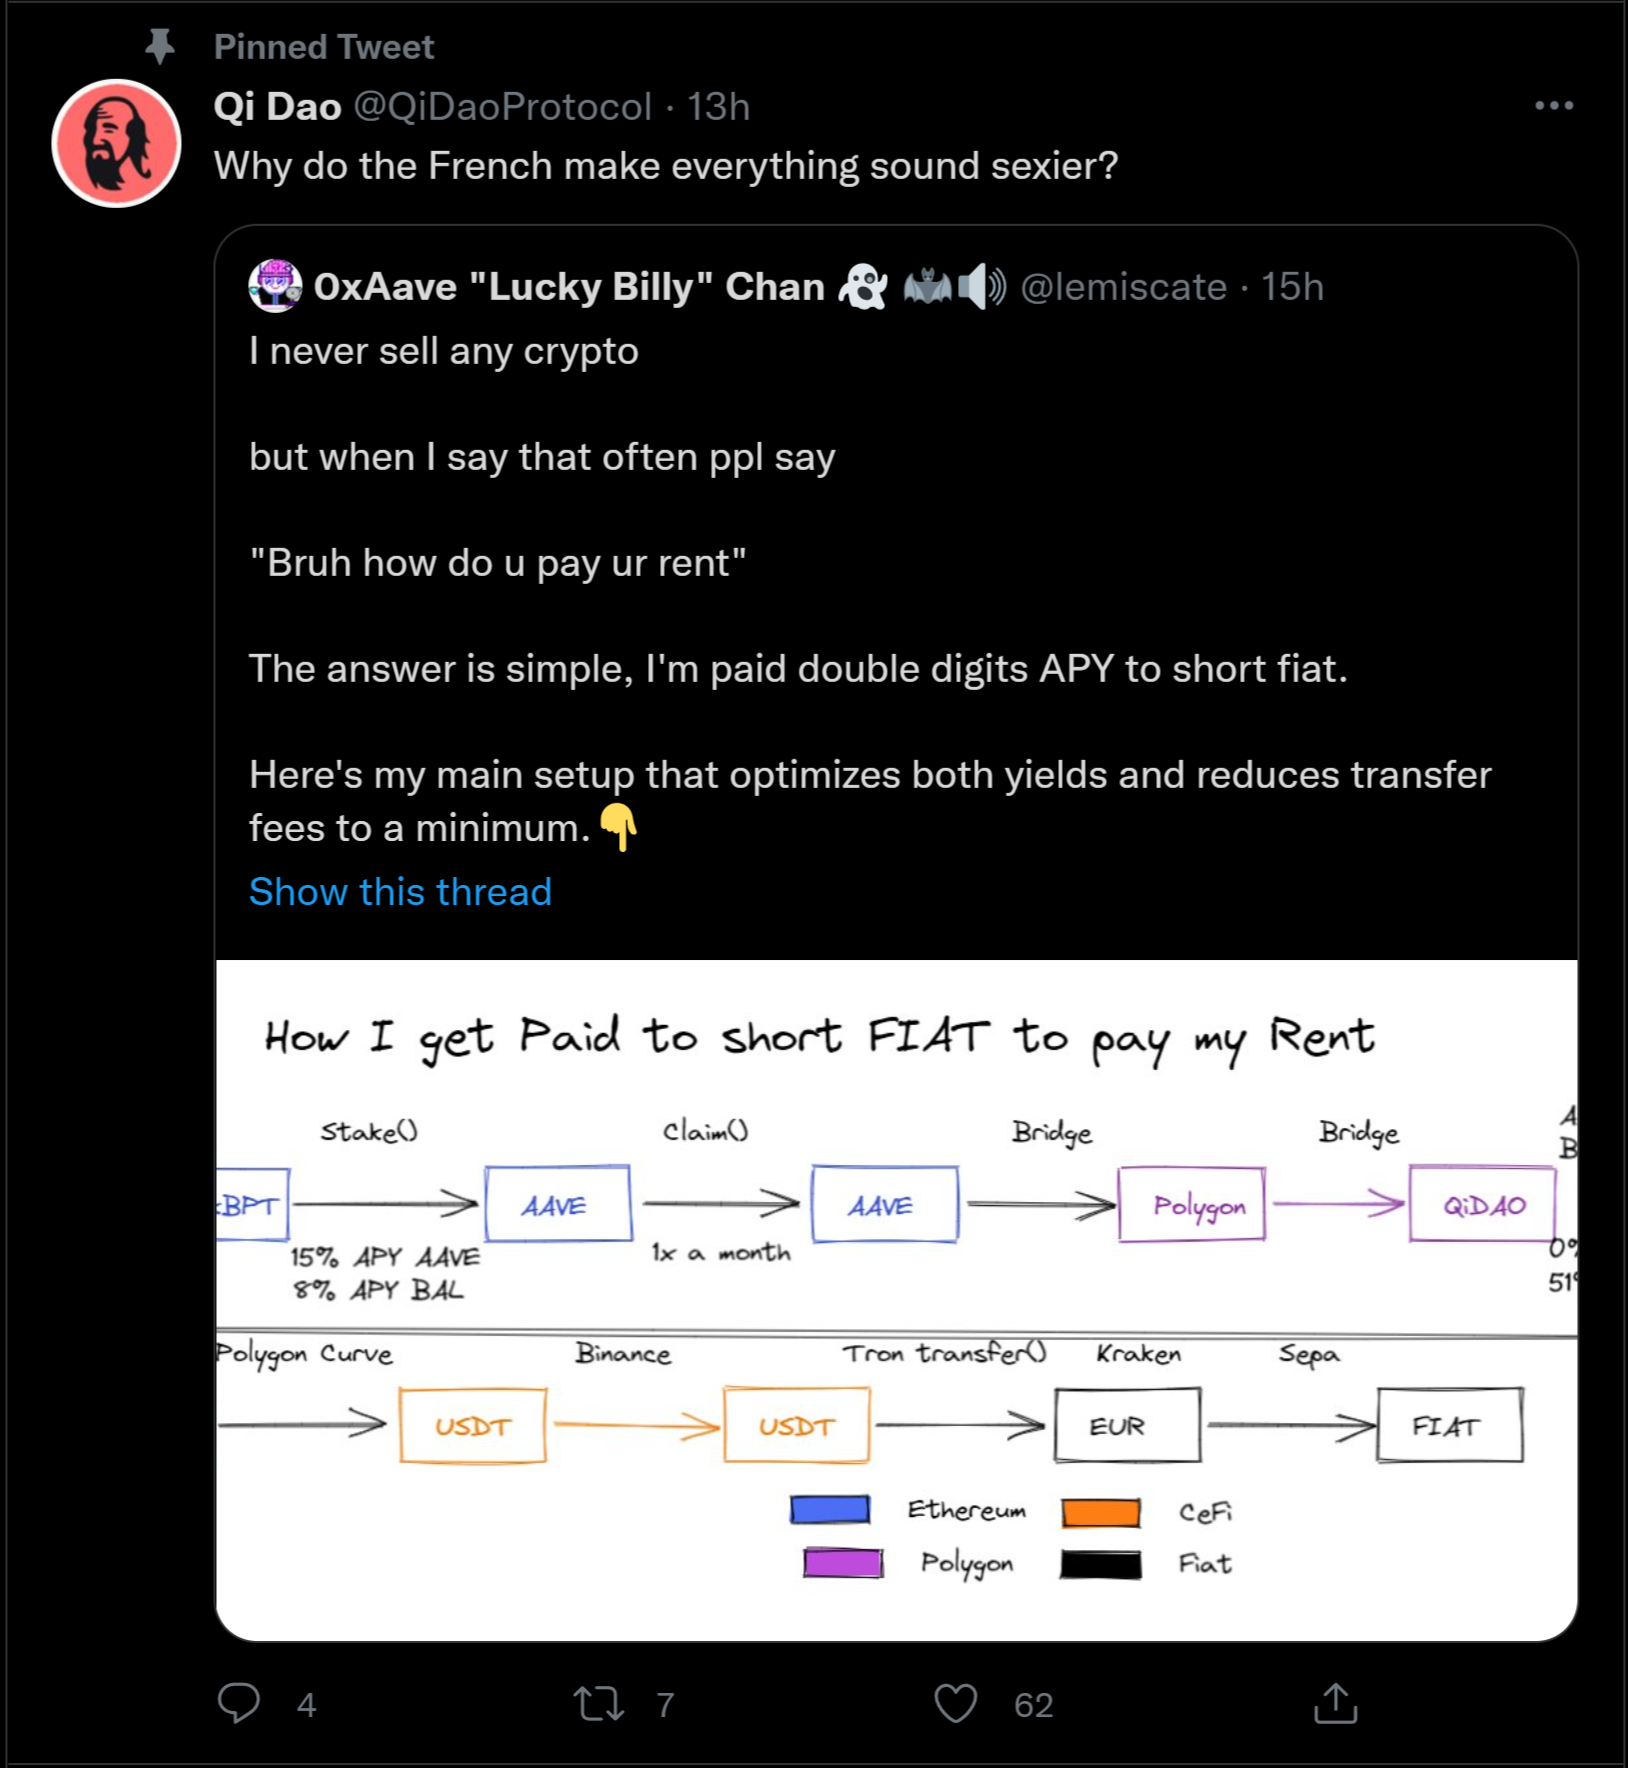 Pinned Tweet
Qi Dao @QiDaoProtocol · 13h
Why do the French make everything sound sexier?
0xAave "Lucky Billy" Chan 👻 🦇🔊 @lemiscate · 15h
I never sell any crypto
but when I say that often ppl say
"Bruh how do u pay ur rent"
The answer is simple, I'm paid double digits APY to short fiat.
Here's my main setup that optimizes both yields and reduces transfer
fees to a minimum.👇
Show this thread
How I get Paid to short FIAT to pay my Rent
Stake() Claim() Bridge Bridge A
B
BPT AAVE AAVE Polygon QiDAO
15% APY AAVE 1x a month 0%
8% APY BAL 51
Polygon Curve Binance Tron transfer() Kraken Sepa
USDT USDT EUR FIAT
Ethereum CeFi
Polygon Fiat
4 7 62